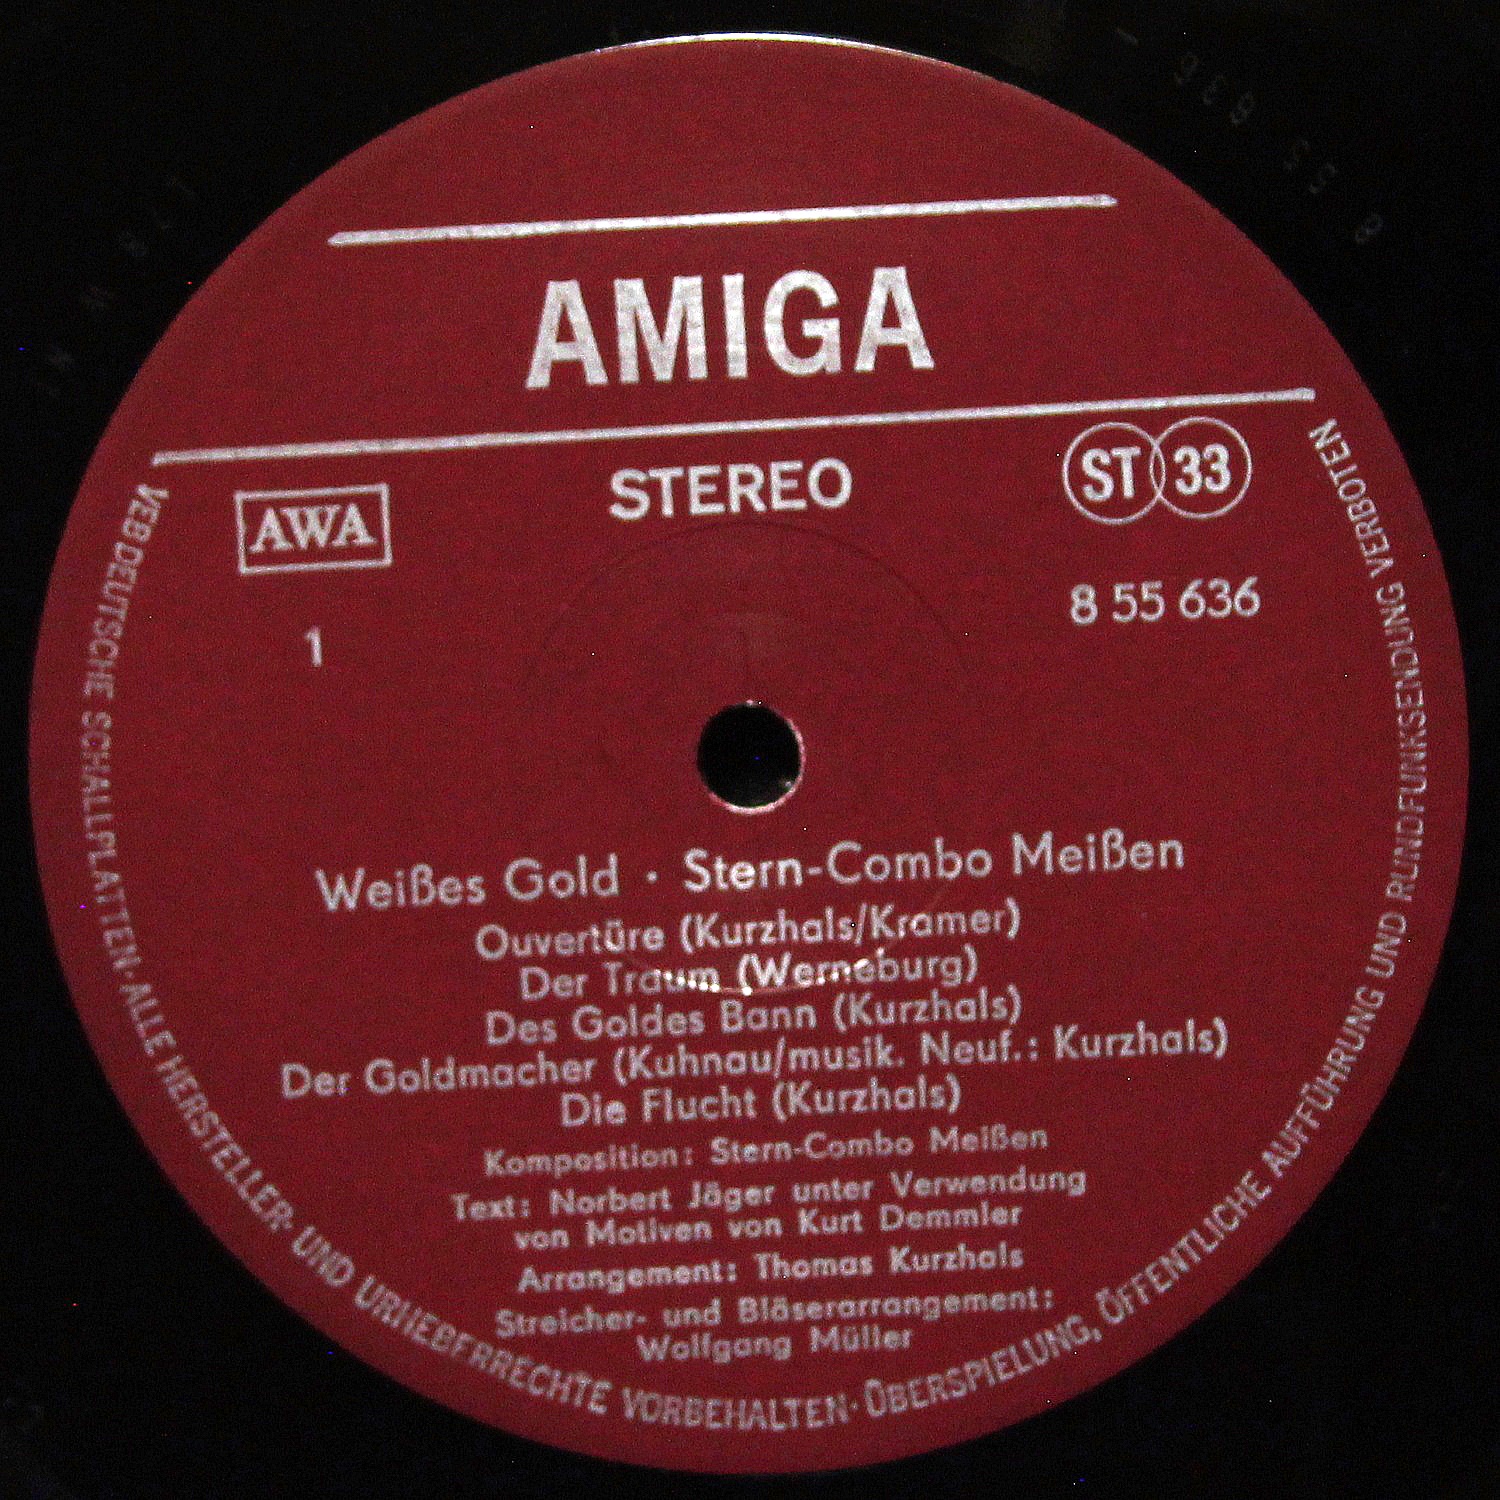 AMIGA
STEREO
AWA
ST 33
1
8 55 636
Weißes Gold · Stern-Combo Meißen
Ouvertüre (Kurzhals/Kramer)
Der Traum (Werneburg)
Des Goldes Bann (Kurzhals)
Der Goldmacher (Kuhnau/musik. Neuf.: Kurzhals)
Die Flucht (Kurzhals)
Komposition: Stern-Combo Meißen
Text: Norbert Jäger unter Verwendung
von Motiven von Kurt Demmler
Arrangement: Thomas Kurzhals
Streicher- und Bläserarrangement:
Wolfgang Müller
VEB DEUTSCHE SCHALLPLATTEN · ALLE HERSTELLER- UND URHEBERRECHTE VORBEHALTEN · ÜBERSPIELUNG, ÖFFENTLICHE AUFFÜHRUNG UND RUNDFUNKSENDUNG VERBOTEN